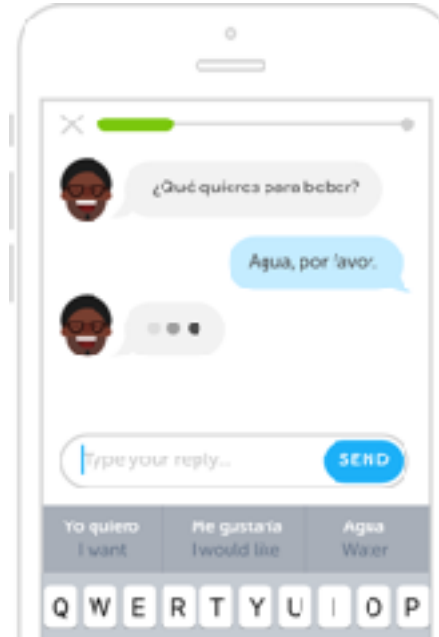 ¿Qué quieres para beber?
Agua, por favor.
Type your reply...
SEND
Yo quiero
I want
Me gustaría
I would like
Agua
Water
Q W E R T Y U I O P